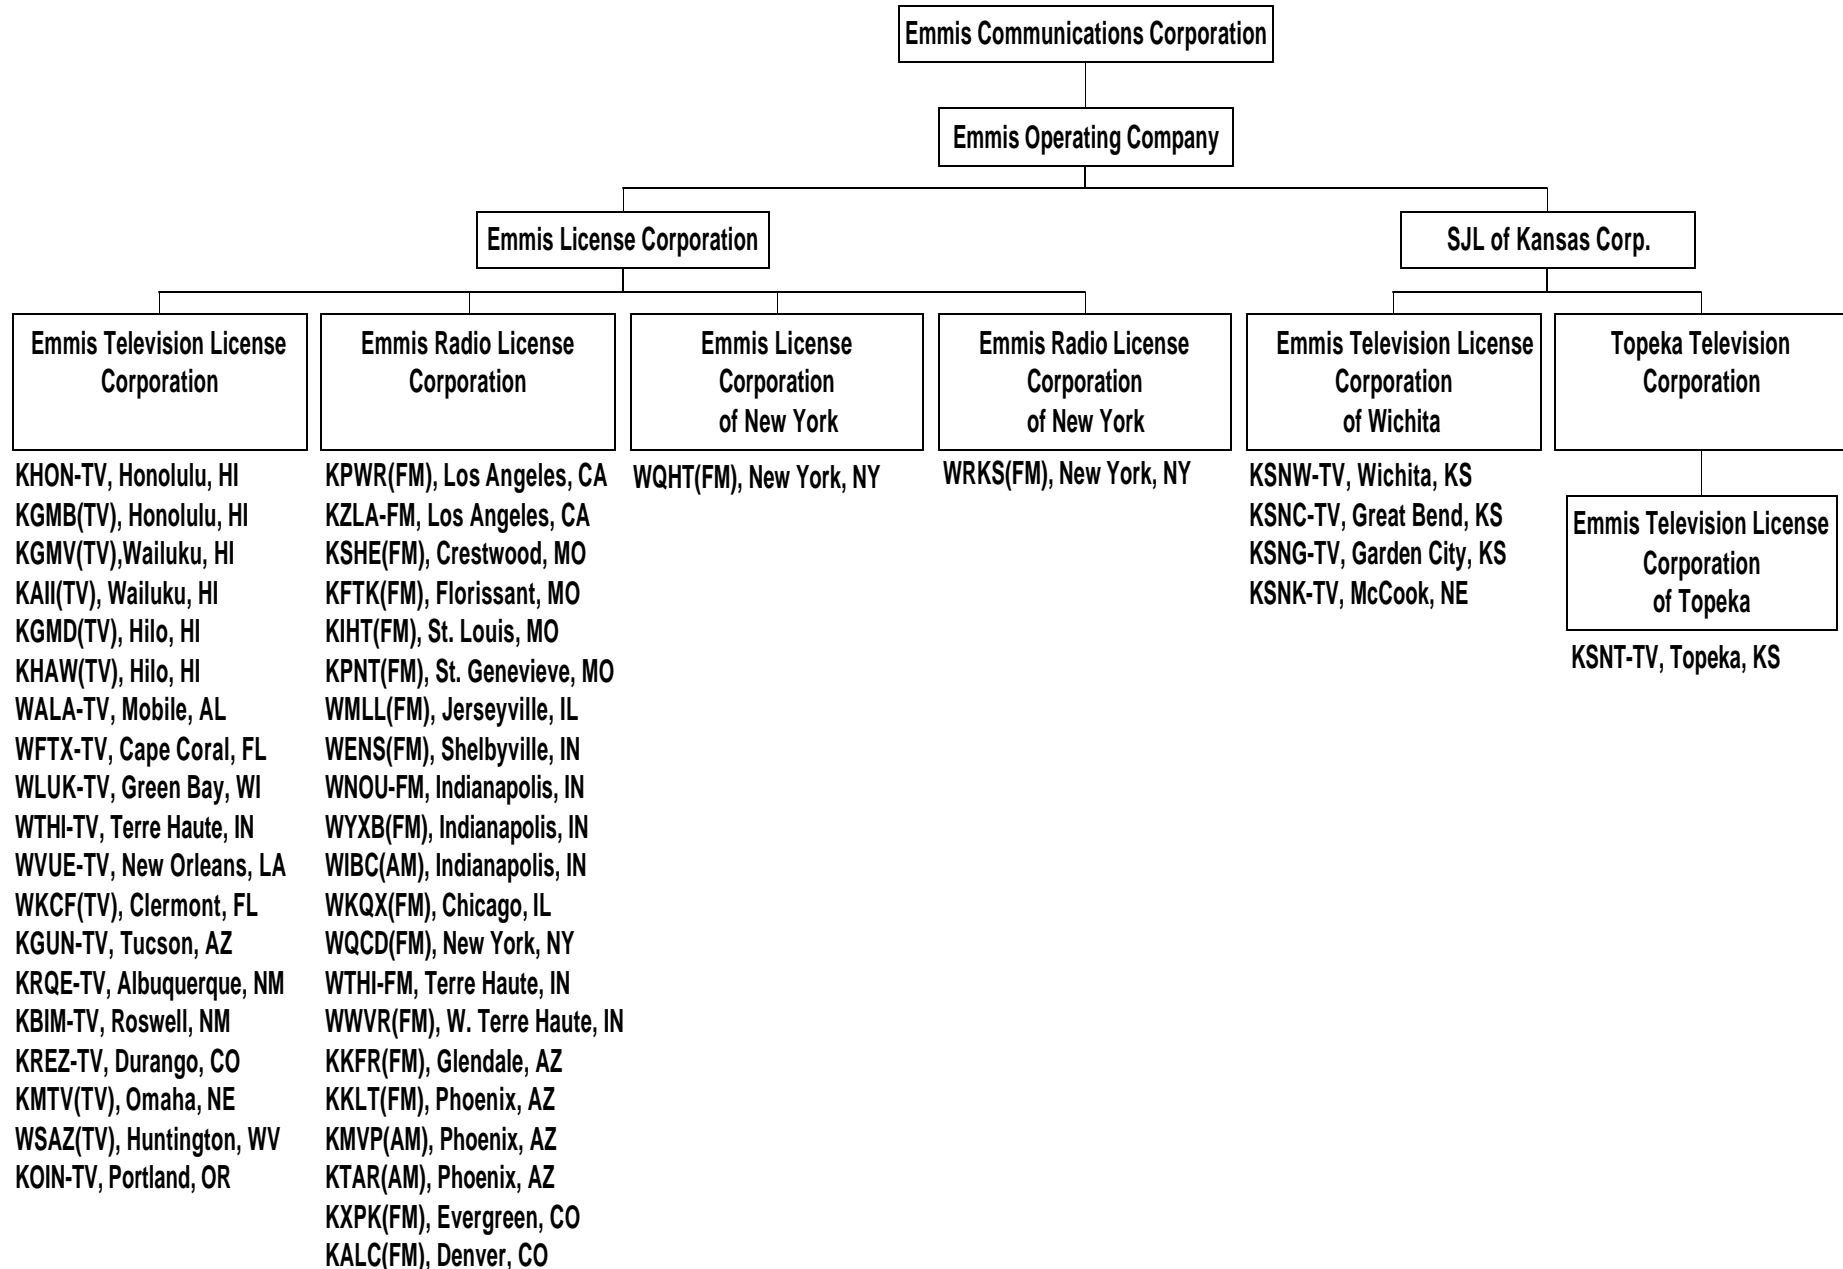 Emmis Communications Corporation
Emmis Operating Company
Emmis License Corporation
SJL of Kansas Corp.
Emmis Television License
Corporation
Emmis Radio License
Corporation
Emmis License
Corporation
of New York
Emmis Radio License
Corporation
of New York
Emmis Television License
Corporation
of Wichita
Topeka Television
Corporation
KHON-TV, Honolulu, HI
KGMB(TV), Honolulu, HI
KGMV(TV),Wailuku, HI
KAII(TV), Wailuku, HI
KGMD(TV), Hilo, HI
KHAW(TV), Hilo, HI
WALA-TV, Mobile, AL
WFTX-TV, Cape Coral, FL
WLUK-TV, Green Bay, WI
WTHI-TV, Terre Haute, IN
WVUE-TV, New Orleans, LA
WKCF(TV), Clermont, FL
KGUN-TV, Tucson, AZ
KRQE-TV, Albuquerque, NM
KBIM-TV, Roswell, NM
KREZ-TV, Durango, CO
KMTV(TV), Omaha, NE
WSAZ(TV), Huntington, WV
KOIN-TV, Portland, OR
KPWR(FM), Los Angeles, CA
KZLA-FM, Los Angeles, CA
KSHE(FM), Crestwood, MO
KFTK(FM), Florissant, MO
KIHT(FM), St. Louis, MO
KPNT(FM), St. Genevieve, MO
WMLL(FM), Jerseyville, IL
WENS(FM), Shelbyville, IN
WNOU-FM, Indianapolis, IN
WYXB(FM), Indianapolis, IN
WIBC(AM), Indianapolis, IN
WKQX(FM), Chicago, IL
WQCD(FM), New York, NY
WTHI-FM, Terre Haute, IN
WWVR(FM), W. Terre Haute, IN
KKFR(FM), Glendale, AZ
KKLT(FM), Phoenix, AZ
KMVP(AM), Phoenix, AZ
KTAR(AM), Phoenix, AZ
KXPK(FM), Evergreen, CO
KALC(FM), Denver, CO
WQHT(FM), New York, NY
WRKS(FM), New York, NY
KSNW-TV, Wichita, KS
KSNC-TV, Great Bend, KS
KSNG-TV, Garden City, KS
KSNK-TV, McCook, NE
Emmis Television License
Corporation
of Topeka
KSNT-TV, Topeka, KS